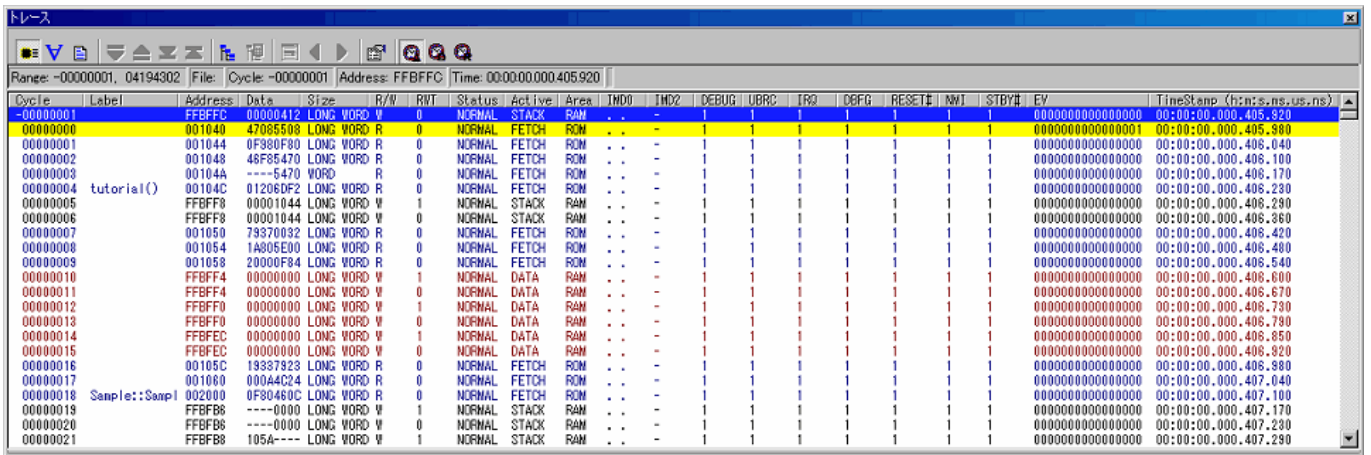 トレース
Range: -00000001, 04194302 File: Cycle: -00000001 Address: FFBFFC Time: 00:00:00.000.405.920
Cycle Label Address Data Size R/W RWT Status Active Area IMD0 IMD2 DEBUG UBRC IRQ DBFG RESET# NMI STBY# EV TimeStamp (h:m:s.ms.us.ns)
-00000001 FFBFFC 00000412 LONG WORD W 1 NORMAL STACK RAM . . - 1 1 1 1 1 1 1 0000000000000000 00:00:00.000.405.920
00000000 001040 47085508 LONG WORD R 0 NORMAL FETCH ROM . . - 1 1 1 1 1 1 1 0000000000000001 00:00:00.000.405.980
00000001 001044 0F980F80 LONG WORD R 0 NORMAL FETCH ROM . . - 1 1 1 1 1 1 1 0000000000000000 00:00:00.000.406.040
00000002 001048 46F85470 LONG WORD R 0 NORMAL FETCH ROM . . - 1 1 1 1 1 1 1 0000000000000000 00:00:00.000.406.100
00000003 00104A ----5470 WORD R 0 NORMAL FETCH ROM . . - 1 1 1 1 1 1 1 0000000000000000 00:00:00.000.406.170
00000004 tutorial() 00104C 01206DF2 LONG WORD R 0 NORMAL FETCH ROM . . - 1 1 1 1 1 1 1 0000000000000000 00:00:00.000.406.230
00000005 FFBFF8 00001044 LONG WORD W 1 NORMAL STACK RAM . . - 1 1 1 1 1 1 1 0000000000000000 00:00:00.000.406.290
00000006 FFBFF8 00001044 LONG WORD W 0 NORMAL STACK RAM . . - 1 1 1 1 1 1 1 0000000000000000 00:00:00.000.406.360
00000007 001050 79370032 LONG WORD R 0 NORMAL FETCH ROM . . - 1 1 1 1 1 1 1 0000000000000000 00:00:00.000.406.420
00000008 001054 1A805E00 LONG WORD R 0 NORMAL FETCH ROM . . - 1 1 1 1 1 1 1 0000000000000000 00:00:00.000.406.480
00000009 001058 20000F84 LONG WORD R 0 NORMAL FETCH ROM . . - 1 1 1 1 1 1 1 0000000000000000 00:00:00.000.406.540
00000010 FFBFF4 00000000 LONG WORD W 1 NORMAL DATA RAM . . - 1 1 1 1 1 1 1 0000000000000000 00:00:00.000.406.600
00000011 FFBFF4 00000000 LONG WORD W 0 NORMAL DATA RAM . . - 1 1 1 1 1 1 1 0000000000000000 00:00:00.000.406.670
00000012 FFBFF0 00000000 LONG WORD W 1 NORMAL DATA RAM . . - 1 1 1 1 1 1 1 0000000000000000 00:00:00.000.406.730
00000013 FFBFF0 00000000 LONG WORD W 0 NORMAL DATA RAM . . - 1 1 1 1 1 1 1 0000000000000000 00:00:00.000.406.790
00000014 FFBFEC 00000000 LONG WORD W 1 NORMAL DATA RAM . . - 1 1 1 1 1 1 1 0000000000000000 00:00:00.000.406.850
00000015 FFBFEC 00000000 LONG WORD W 0 NORMAL DATA RAM . . - 1 1 1 1 1 1 1 0000000000000000 00:00:00.000.406.920
00000016 00105C 19337923 LONG WORD R 0 NORMAL FETCH ROM . . - 1 1 1 1 1 1 1 0000000000000000 00:00:00.000.406.980
00000017 001060 000A4C24 LONG WORD R 0 NORMAL FETCH ROM . . - 1 1 1 1 1 1 1 0000000000000000 00:00:00.000.407.040
00000018 Sample::Sampl 002000 0F80460C LONG WORD R 0 NORMAL FETCH ROM . . - 1 1 1 1 1 1 1 0000000000000000 00:00:00.000.407.100
00000019 FFBFB6 ----0000 LONG WORD W 1 NORMAL STACK RAM . . - 1 1 1 1 1 1 1 0000000000000000 00:00:00.000.407.170
00000020 FFBFB6 ----0000 LONG WORD W 0 NORMAL STACK RAM . . - 1 1 1 1 1 1 1 0000000000000000 00:00:00.000.407.230
00000021 FFBFB8 105A---- LONG WORD W 1 NORMAL STACK RAM . . - 1 1 1 1 1 1 1 0000000000000000 00:00:00.000.407.290